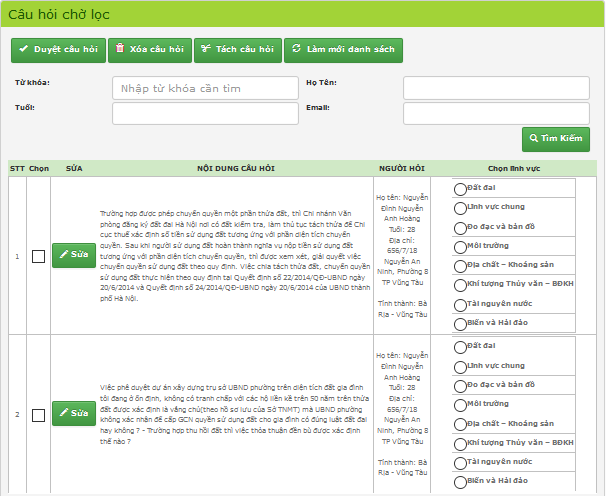 Câu hỏi chờ lọc
Duyệt câu hỏi
Xóa câu hỏi
Tách câu hỏi
Làm mới danh sách
Từ khóa:
Nhập từ khóa cần tìm
Họ Tên:
Tuổi:
Email:
Tìm Kiếm
STT
Chọn
SỬA
NỘI DUNG CÂU HỎI
NGƯỜI HỎI
Chọn lĩnh vực
1
Sửa
Trường hợp được phép chuyển quyền một phần thửa đất, thì Chi nhánh Văn
phòng đăng ký đất đai Hà Nội nơi có đất kiểm tra, làm thủ tục tách thửa để Chi
cục thuế xác định số tiền sử dụng đất tương ứng với phần diện tích chuyển
quyền. Sau khi người sử dụng đất hoàn thành nghĩa vụ nộp tiền sử dụng đất
tương ứng với phần diện tích chuyển quyền, thì được xem xét, giải quyết việc
chuyển quyền sử dụng đất theo quy định. Việc chia tách thửa đất, chuyển quyền
sử dụng đất thực hiện theo quy định tại Quyết định số 22/2014/QĐ-UBND ngày
20/6/2014 và Quyết định số 24/2014/QĐ-UBND ngày 20/6/2014 của UBND thành
phố Hà Nội.
Họ tên: Nguyễn
Đình Nguyễn
Anh Hoàng
Tuổi: 28
Địa chỉ:
656/7/18
Nguyễn An
Ninh, Phường 8
TP Vũng Tàu
Tỉnh thành: Bà
Rịa - Vũng Tàu
Đất đai
Lĩnh vực chung
Đo đạc và bản đồ
Môi trường
Địa chất – Khoáng sản
Khí tượng Thủy văn – BĐKH
Tài nguyên nước
Biển và Hải đảo
2
Sửa
Việc phê duyệt dự án xây dựng trụ sở UBND phường trên diện tích đất gia đình
tôi đang ở ổn định, không có tranh chấp với các hộ liền kề trên 50 năm trên thửa
đất được xác định là vắng chủ(theo hồ sơ lưu của Sở TNMT) mà UBND phường
không xác nhận để cấp GCN quyền sử dụng đất cho gia đình có đúng luật đất đai
hay không ? - Trường hợp thu hồi đất thì việc thỏa thuận đền bù được xác định
thế nào ?
Họ tên: Nguyễn
Đình Nguyễn
Anh Hoàng
Tuổi: 28
Địa chỉ:
656/7/18
Nguyễn An
Ninh, Phường 8
TP Vũng Tàu
Tỉnh thành: Bà
Rịa - Vũng Tàu
Đất đai
Lĩnh vực chung
Đo đạc và bản đồ
Môi trường
Địa chất – Khoáng sản
Khí tượng Thủy văn – BĐKH
Tài nguyên nước
Biển và Hải đảo